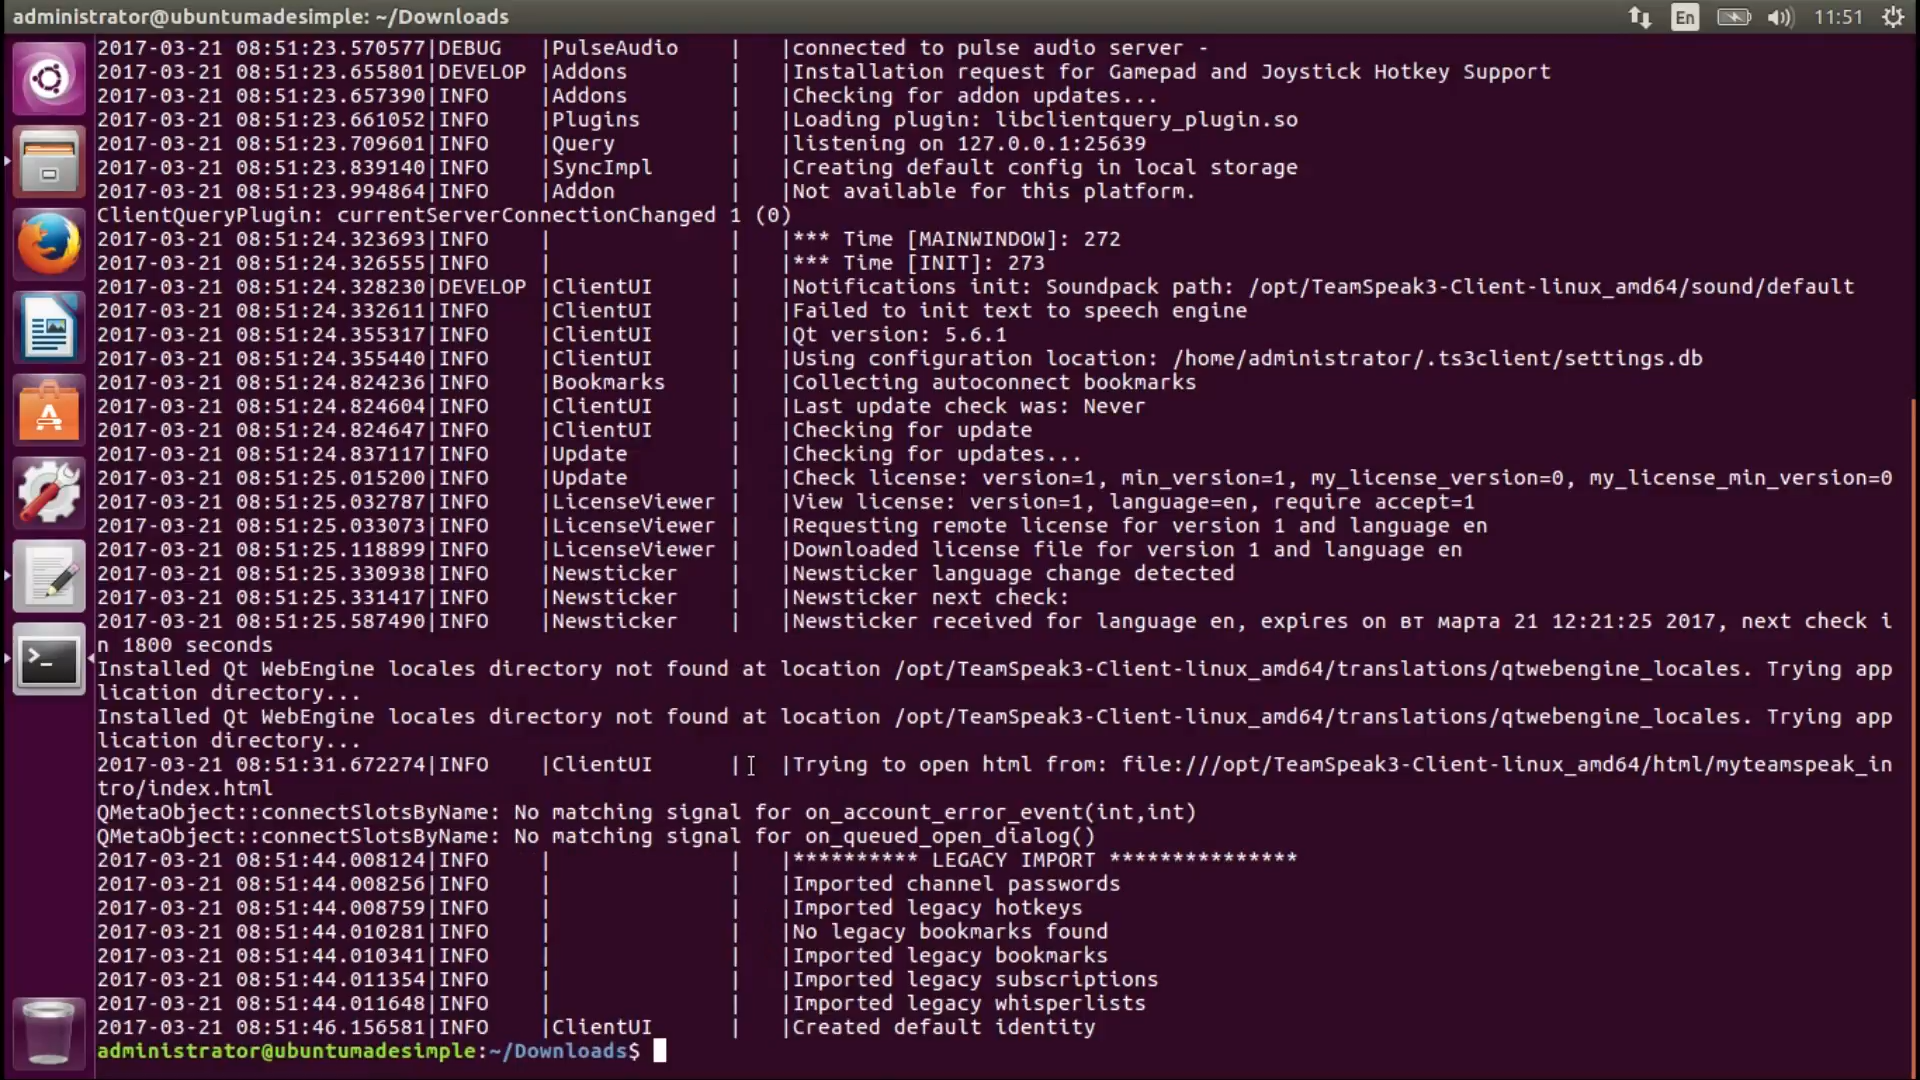 administrator@ubuntumadesimple: ~/Downloads
En
11:51
2017-03-21 08:51:23.570577|DEBUG   |PulseAudio    |   |connected to pulse audio server -
2017-03-21 08:51:23.655801|DEVELOP |Addons        |   |Installation request for Gamepad and Joystick Hotkey Support
2017-03-21 08:51:23.657390|INFO    |Addons        |   |Checking for addon updates...
2017-03-21 08:51:23.661052|INFO    |Plugins       |   |Loading plugin: libclientquery_plugin.so
2017-03-21 08:51:23.709601|INFO    |Query         |   |listening on 127.0.0.1:25639
2017-03-21 08:51:23.839140|INFO    |SyncImpl      |   |Creating default config in local storage
2017-03-21 08:51:23.994864|INFO    |Addon         |   |Not available for this platform.
ClientQueryPlugin: currentServerConnectionChanged 1 (0)
2017-03-21 08:51:24.323693|INFO    |              |   |*** Time [MAINWINDOW]: 272
2017-03-21 08:51:24.326555|INFO    |              |   |*** Time [INIT]: 273
2017-03-21 08:51:24.328230|DEVELOP |ClientUI      |   |Notifications init: Soundpack path: /opt/TeamSpeak3-Client-linux_amd64/sound/default
2017-03-21 08:51:24.332611|INFO    |ClientUI      |   |Failed to init text to speech engine
2017-03-21 08:51:24.355317|INFO    |ClientUI      |   |Qt version: 5.6.1
2017-03-21 08:51:24.355440|INFO    |ClientUI      |   |Using configuration location: /home/administrator/.ts3client/settings.db
2017-03-21 08:51:24.824236|INFO    |Bookmarks     |   |Collecting autoconnect bookmarks
2017-03-21 08:51:24.824604|INFO    |ClientUI      |   |Last update check was: Never
2017-03-21 08:51:24.824647|INFO    |ClientUI      |   |Checking for update
2017-03-21 08:51:24.837117|INFO    |Update        |   |Checking for updates...
2017-03-21 08:51:25.015200|INFO    |Update        |   |Check license: version=1, min_version=1, my_license_version=0, my_license_min_version=0
2017-03-21 08:51:25.032787|INFO    |LicenseViewer |   |View license: version=1, language=en, require accept=1
2017-03-21 08:51:25.033073|INFO    |LicenseViewer |   |Requesting remote license for version 1 and language en
2017-03-21 08:51:25.118899|INFO    |LicenseViewer |   |Downloaded license file for version 1 and language en
2017-03-21 08:51:25.330938|INFO    |Newsticker    |   |Newsticker language change detected
2017-03-21 08:51:25.331417|INFO    |Newsticker    |   |Newsticker next check:
2017-03-21 08:51:25.587490|INFO    |Newsticker    |   |Newsticker received for language en, expires on вт марта 21 12:21:25 2017, next check i
n 1800 seconds
Installed Qt WebEngine locales directory not found at location /opt/TeamSpeak3-Client-linux_amd64/translations/qtwebengine_locales. Trying app
lication directory...
Installed Qt WebEngine locales directory not found at location /opt/TeamSpeak3-Client-linux_amd64/translations/qtwebengine_locales. Trying app
lication directory...
2017-03-21 08:51:31.672274|INFO    |ClientUI      |   |Trying to open html from: file:///opt/TeamSpeak3-Client-linux_amd64/html/myteamspeak_in
tro/index.html
QMetaObject::connectSlotsByName: No matching signal for on_account_error_event(int,int)
QMetaObject::connectSlotsByName: No matching signal for on_queued_open_dialog()
2017-03-21 08:51:44.008124|INFO    |              |   |********** LEGACY IMPORT ***************
2017-03-21 08:51:44.008256|INFO    |              |   |Imported channel passwords
2017-03-21 08:51:44.008759|INFO    |              |   |Imported legacy hotkeys
2017-03-21 08:51:44.010281|INFO    |              |   |No legacy bookmarks found
2017-03-21 08:51:44.010341|INFO    |              |   |Imported legacy bookmarks
2017-03-21 08:51:44.011354|INFO    |              |   |Imported legacy subscriptions
2017-03-21 08:51:44.011648|INFO    |              |   |Imported legacy whisperlists
2017-03-21 08:51:46.156581|INFO    |ClientUI      |   |Created default identity
administrator@ubuntumadesimple:~/Downloads$